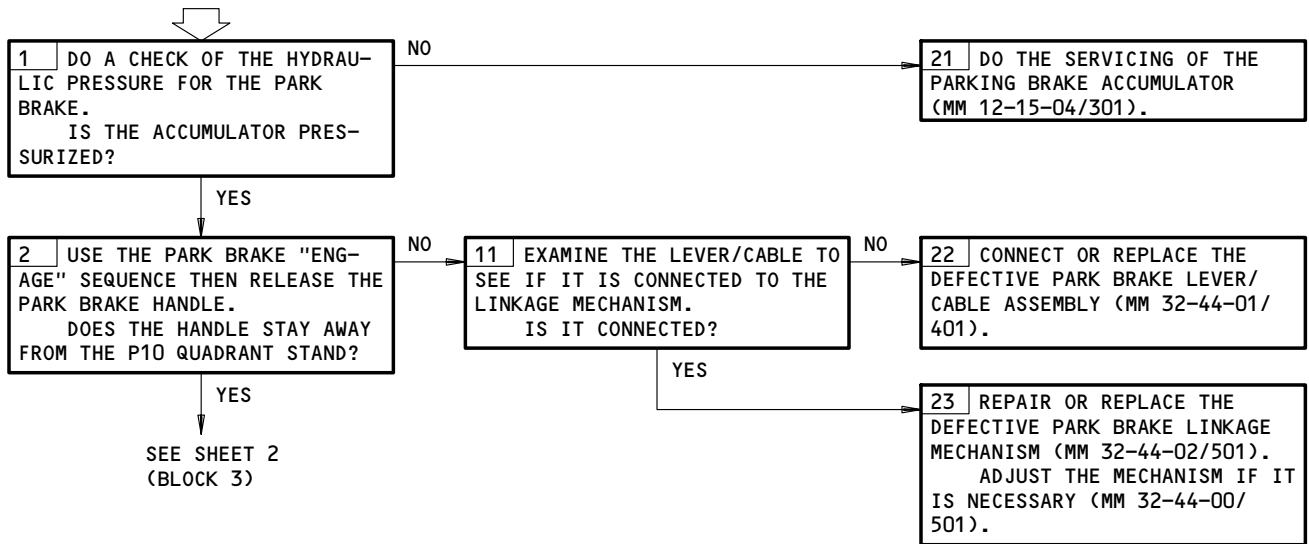 1 DO A CHECK OF THE HYDRAU-
LIC PRESSURE FOR THE PARK
BRAKE.
IS THE ACCUMULATOR PRES-
SURIZED?
NO
21 DO THE SERVICING OF THE
PARKING BRAKE ACCUMULATOR
(MM 12-15-04/301).
YES
2 USE THE PARK BRAKE "ENG-
AGE" SEQUENCE THEN RELEASE THE
PARK BRAKE HANDLE.
DOES THE HANDLE STAY AWAY
FROM THE P10 QUADRANT STAND?
NO
11 EXAMINE THE LEVER/CABLE TO
SEE IF IT IS CONNECTED TO THE
LINKAGE MECHANISM.
IS IT CONNECTED?
NO
22 CONNECT OR REPLACE THE
DEFECTIVE PARK BRAKE LEVER/
CABLE ASSEMBLY (MM 32-44-01/
401).
YES
SEE SHEET 2
(BLOCK 3)
YES
23 REPAIR OR REPLACE THE
DEFECTIVE PARK BRAKE LINKAGE
MECHANISM (MM 32-44-02/501).
ADJUST THE MECHANISM IF IT
IS NECESSARY (MM 32-44-00/
501).